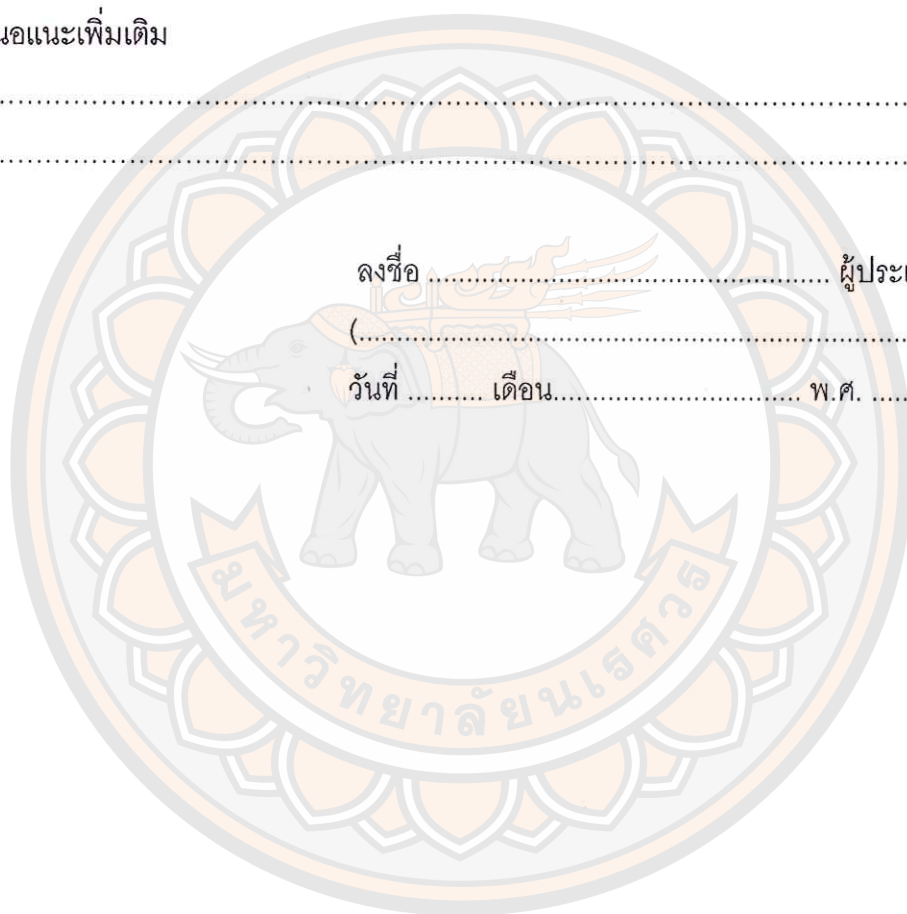 นอแนะเพิ่มเติม
........................................................................................................
........................................................................................................
ลงชื่อ ........................................................ ผู้ประเ
(................................................................................
วันที่ .......... เดือน.................................. พ.ศ. .....
มหาวิทยาลัยนเรศวร